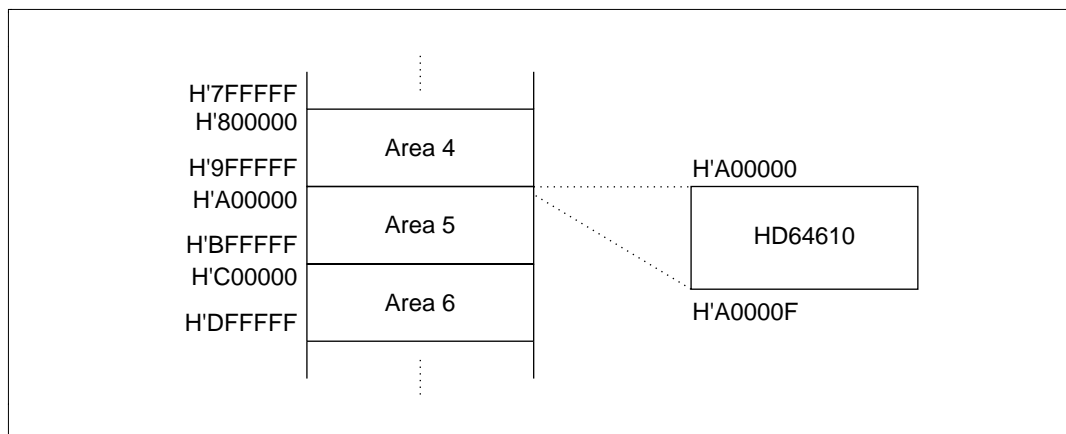 H'7FFFFF
H'800000
Area 4
H'9FFFFF
H'A00000
H'A00000
Area 5
HD64610
H'BFFFFF
H'C00000
Area 6
H'A0000F
H'DFFFFF